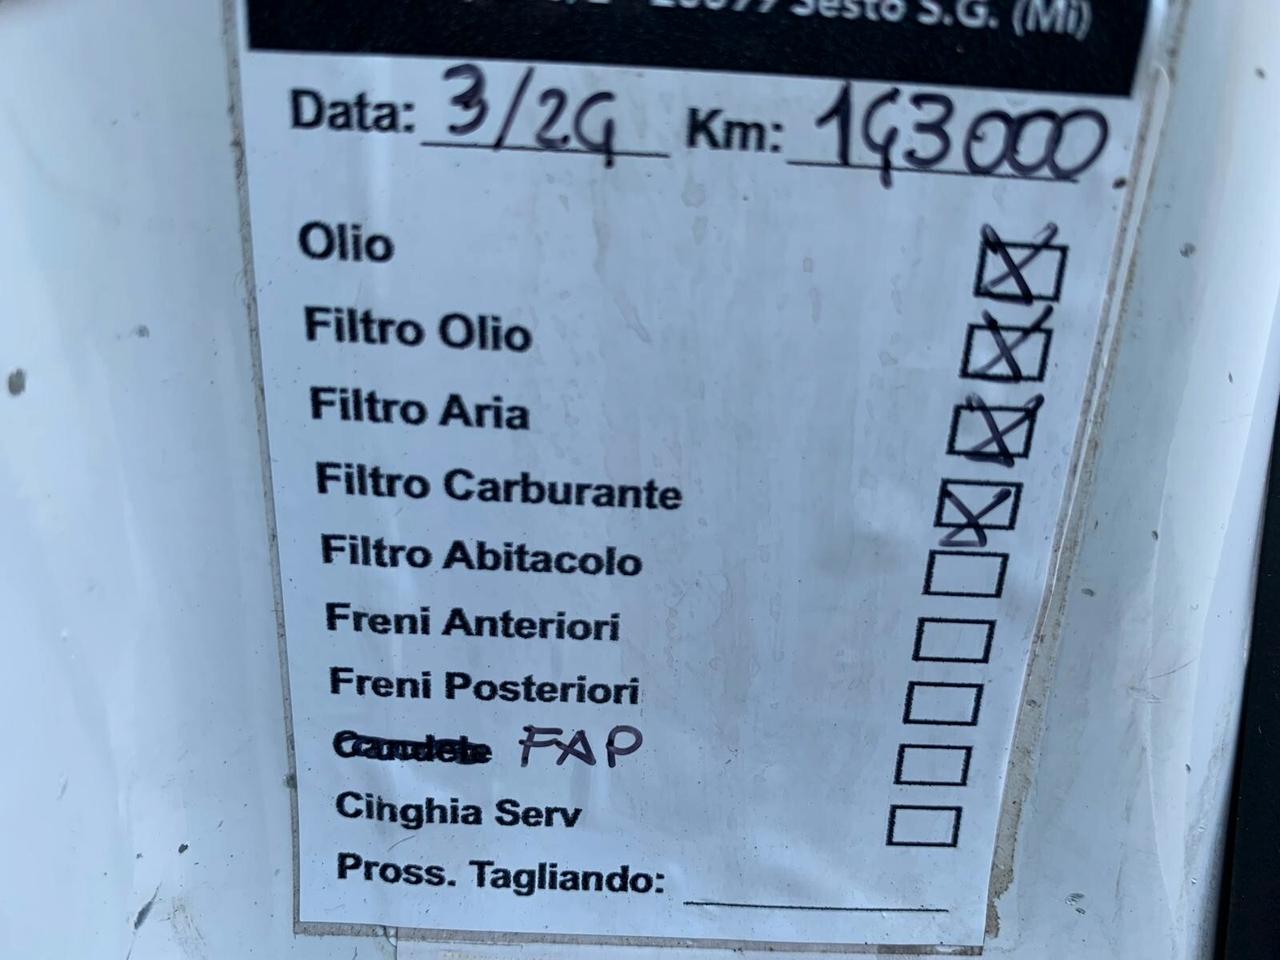 Sesto S.G. (Mi)
Data: 3/24 Km: 143000
Olio
Filtro Olio
Filtro Aria
Filtro Carburante
Filtro Abitacolo
Freni Anteriori
Freni Posteriori
Candele FAP
Cinghia Serv
Pross. Tagliando: